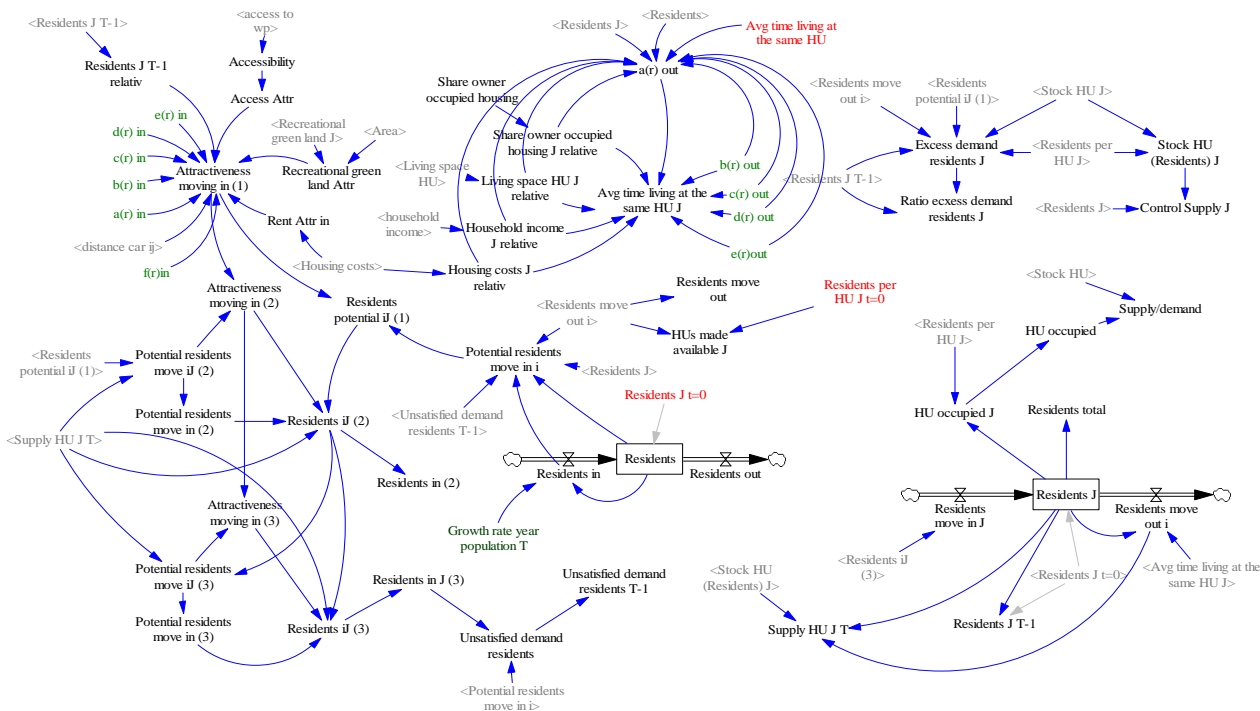 <Residents J T-1>
<access to
wp>
Residents J T-1
relativ
Accessibility
Access Attr
e(r) in
d(r) in
c(r) in
b(r) in
a(r) in
<distance car ij>
f(r)in
Attractiveness
moving in (1)
<Recreational
green land J>
<Area>
Recreational green
land Attr
Rent Attr in
<Housing costs>
<Residents J>
<Residents>
Avg time living at
the same HU
a(r) out
Share owner
occupied housing
Share owner occupied
housing J relative
<Living space
HU>
Living space HU J
relative
<household
income>
Household income
J relative
Housing costs J
relativ
Avg time living at the
same HU J
b(r) out
c(r) out
d(r) out
e(r)out
<Residents move
out i>
<Residents
potential iJ (1)>
<Stock HU J>
Excess demand
residents J
<Residents per
HU J>
Stock HU
(Residents) J
<Residents J T-1>
Ratio ecxess demand
residents J
<Residents J>
Control Supply J
Attractiveness
moving in (2)
Residents
potential iJ (1)
<Residents move
out i>
Residents move
out
Residents per
HU J t=0
HUs made
available J
<Stock HU>
Supply/demand
HU occupied
<Residents per
HU J>
HU occupied J
Residents total
<Residents
potential iJ (1)>
Potential residents
move iJ (2)
Potential residents
move in (2)
Residents iJ (2)
<Supply HU J T>
Potential residents
move in i
<Residents J>
<Unsatisfied demand
residents T-1>
Residents J t=0
Residents
Residents in
Residents out
Residents in (2)
Growth rate year
population T
Attractiveness
moving in (3)
Potential residents
move iJ (3)
Potential residents
move in (3)
Residents iJ (3)
Residents in J (3)
Unsatisfied demand
residents T-1
Unsatisfied demand
residents
<Potential residents
move in i>
Residents J
Residents
move in J
Residents move
out i
<Residents iJ
(3)>
<Residents J t=0>
<Avg time living at the
same HU J>
<Stock HU
(Residents) J>
Supply HU J T
Residents J T-1